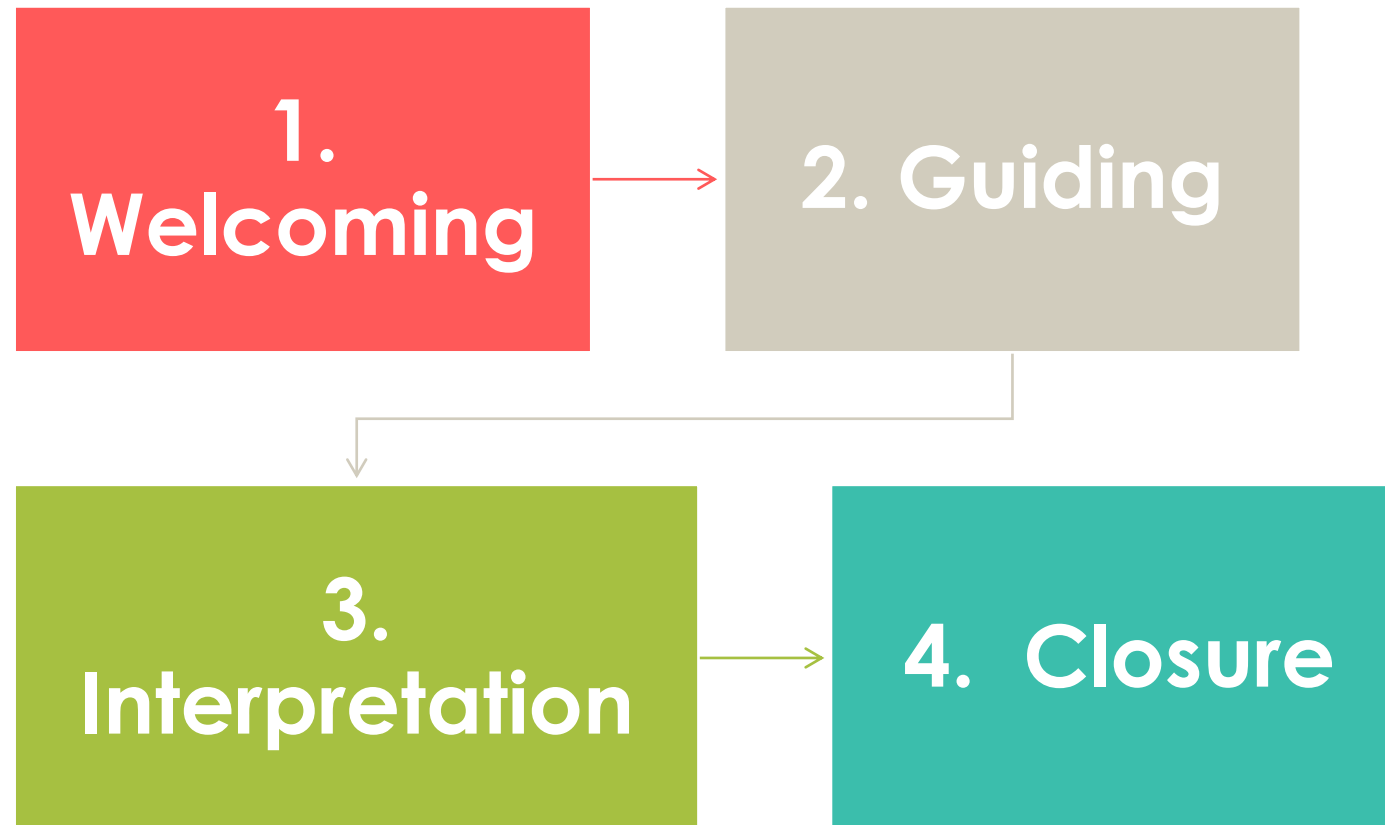 1.
Welcoming
2. Guiding
3.
Interpretation
4.  Closure